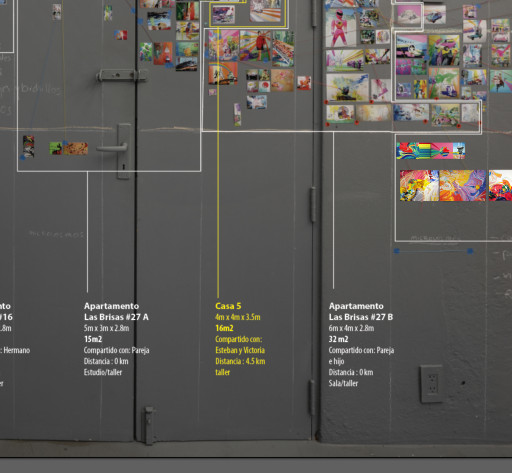 nto
#16
.8m
: Hermano
er
Apartamento
Las Brisas #27 A
5m x 3m x 2.8m
15m2
Compartido con: Pareja
Distancia : 0 km
Estudio/taller
Casa 5
4m x 4m x 3.5m
16m2
Compartido con:
Esteban y Victoria
Distancia : 4.5 km
taller
Apartamento
Las Brisas #27 B
6m x 4m x 2.8m
32 m2
Compartido con: Pareja
e hijo
Distancia : 0 km
Sala/taller